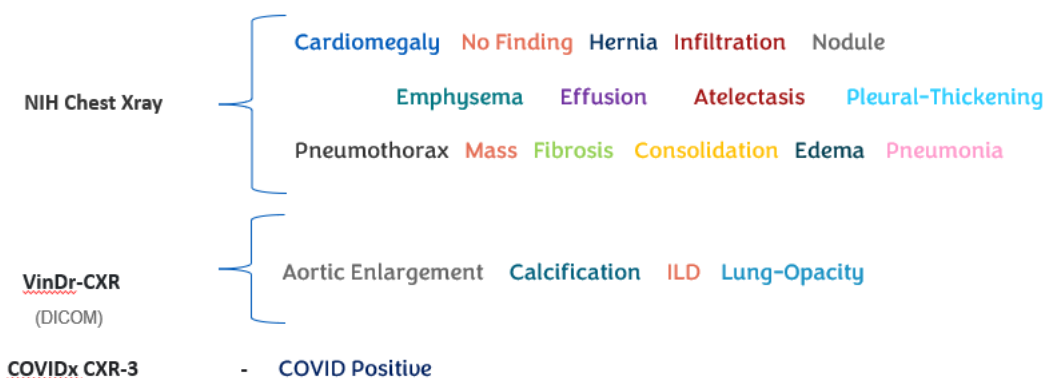 Cardiomegaly No Finding Hernia Infiltration Nodule
NIH Chest Xray Emphysema Effusion Atelectasis Pleural-Thickening
Pneumothorax Mass Fibrosis Consolidation Edema Pneumonia
VinDr-CXR Aortic Enlargement Calcification ILD Lung-Opacity
(DICOM)
COVIDx CXR-3 - COVID Positive